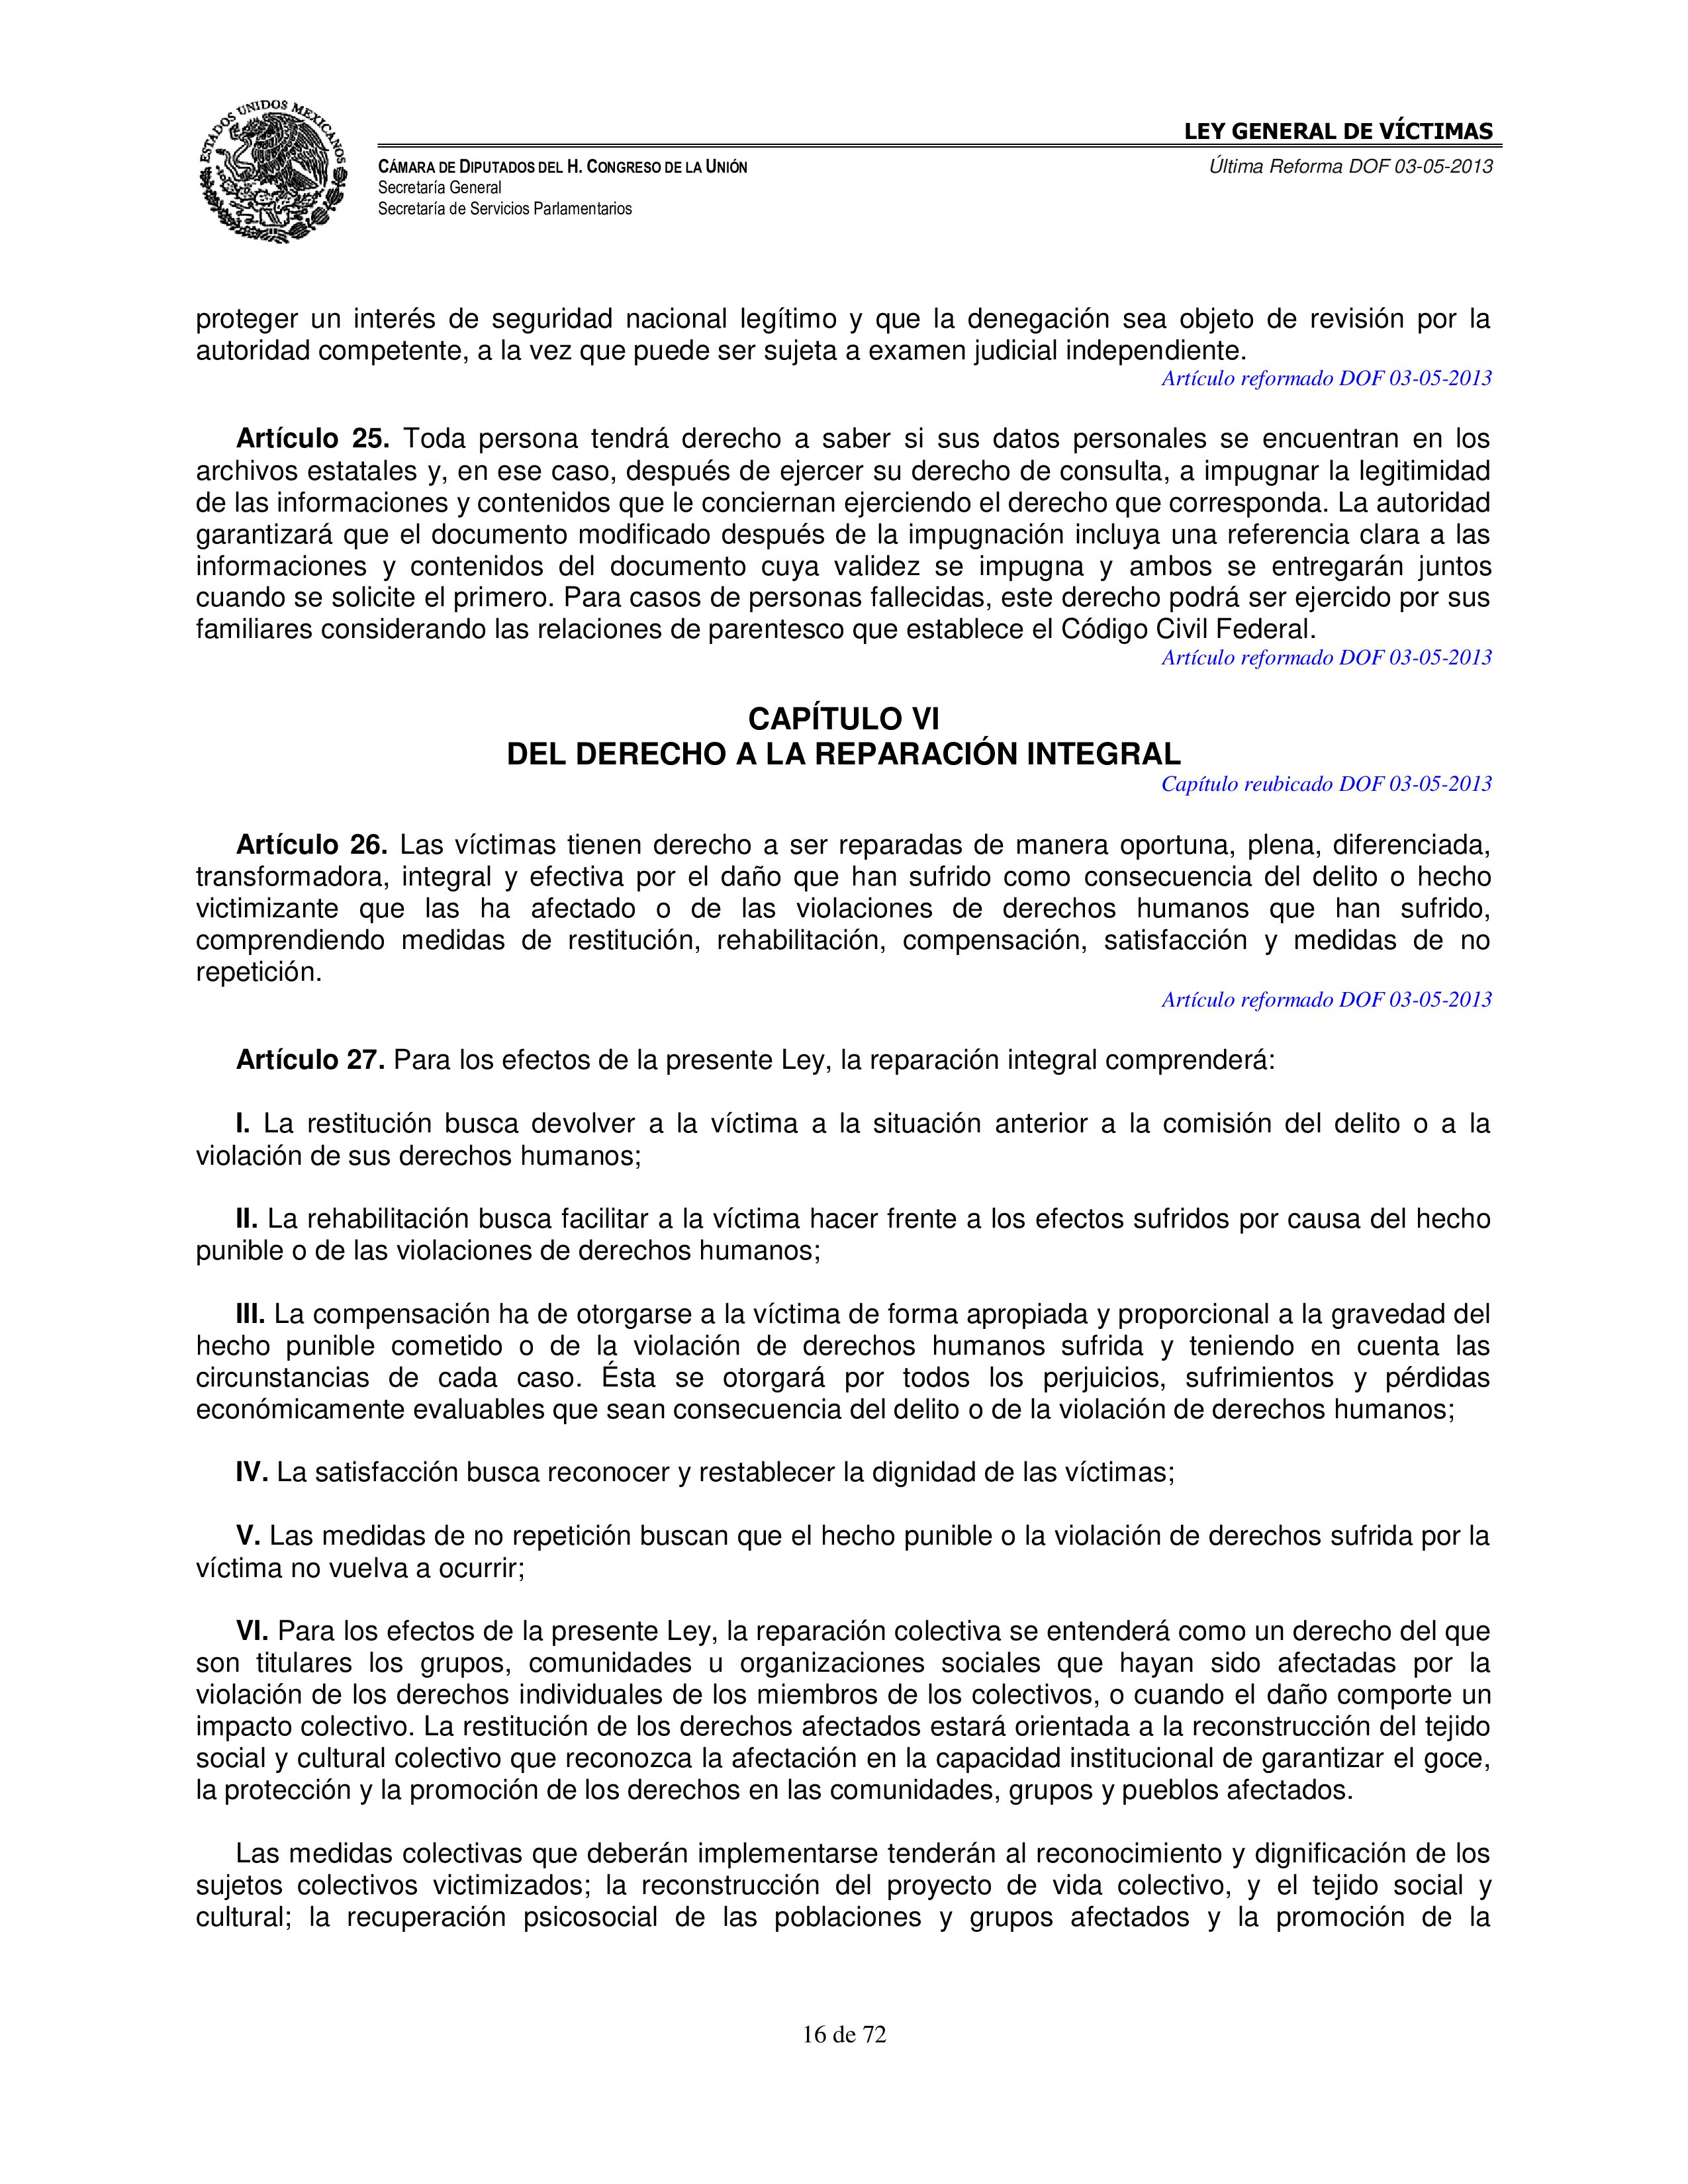 ESTADOS UNIDOS MEXICANOS
LEY GENERAL DE VÍCTIMAS
CÁMARA DE DIPUTADOS DEL H. CONGRESO DE LA UNIÓN
Última Reforma DOF 03-05-2013
Secretaría General
Secretaría de Servicios Parlamentarios
proteger un interés de seguridad nacional legítimo y que la denegación sea objeto de revisión por la
autoridad competente, a la vez que puede ser sujeta a examen judicial independiente.
Artículo reformado DOF 03-05-2013
Artículo 25. Toda persona tendrá derecho a saber si sus datos personales se encuentran en los
archivos estatales y, en ese caso, después de ejercer su derecho de consulta, a impugnar la legitimidad
de las informaciones y contenidos que le conciernan ejerciendo el derecho que corresponda. La autoridad
garantizará que el documento modificado después de la impugnación incluya una referencia clara a las
informaciones y contenidos del documento cuya validez se impugna y ambos se entregarán juntos
cuando se solicite el primero. Para casos de personas fallecidas, este derecho podrá ser ejercido por sus
familiares considerando las relaciones de parentesco que establece el Código Civil Federal.
Artículo reformado DOF 03-05-2013
CAPÍTULO VI
DEL DERECHO A LA REPARACIÓN INTEGRAL
Capítulo reubicado DOF 03-05-2013
Artículo 26. Las víctimas tienen derecho a ser reparadas de manera oportuna, plena, diferenciada,
transformadora, integral y efectiva por el daño que han sufrido como consecuencia del delito o hecho
victimizante que las ha afectado o de las violaciones de derechos humanos que han sufrido,
comprendiendo medidas de restitución, rehabilitación, compensación, satisfacción y medidas de no
repetición.
Artículo reformado DOF 03-05-2013
Artículo 27. Para los efectos de la presente Ley, la reparación integral comprenderá:
I. La restitución busca devolver a la víctima a la situación anterior a la comisión del delito o a la
violación de sus derechos humanos;
II. La rehabilitación busca facilitar a la víctima hacer frente a los efectos sufridos por causa del hecho
punible o de las violaciones de derechos humanos;
III. La compensación ha de otorgarse a la víctima de forma apropiada y proporcional a la gravedad del
hecho punible cometido o de la violación de derechos humanos sufrida y teniendo en cuenta las
circunstancias de cada caso. Ésta se otorgará por todos los perjuicios, sufrimientos y pérdidas
económicamente evaluables que sean consecuencia del delito o de la violación de derechos humanos;
IV. La satisfacción busca reconocer y restablecer la dignidad de las víctimas;
V. Las medidas de no repetición buscan que el hecho punible o la violación de derechos sufrida por la
víctima no vuelva a ocurrir;
VI. Para los efectos de la presente Ley, la reparación colectiva se entenderá como un derecho del que
son titulares los grupos, comunidades u organizaciones sociales que hayan sido afectadas por la
violación de los derechos individuales de los miembros de los colectivos, o cuando el daño comporte un
impacto colectivo. La restitución de los derechos afectados estará orientada a la reconstrucción del tejido
social y cultural colectivo que reconozca la afectación en la capacidad institucional de garantizar el goce,
la protección y la promoción de los derechos en las comunidades, grupos y pueblos afectados.
Las medidas colectivas que deberán implementarse tenderán al reconocimiento y dignificación de los
sujetos colectivos victimizados; la reconstrucción del proyecto de vida colectivo, y el tejido social y
cultural; la recuperación psicosocial de las poblaciones y grupos afectados y la promoción de la
16 de 72